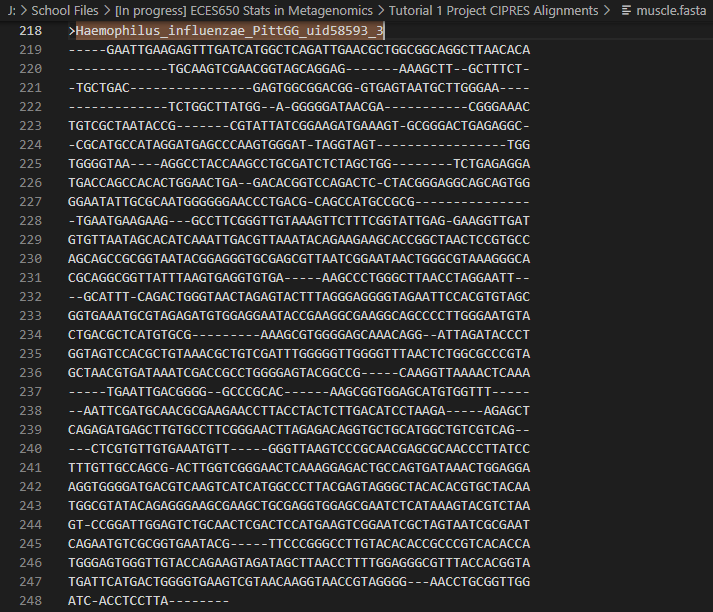 J: > School Files > [In progress] ECES650 Stats in Metagenomics > Tutorial 1 Project CIPRES Alignments > muscle.fasta
218 >Haemophilus_influenzae_PittGG_uid58593_3
219 -----GAATTGAAGAGTTTGATCATGGCTCAGATTGAACGCTGGCGGCAGGCTTAACACA
220 -------------TGCAAGTCGAACGGTAGCAGGAG-------AAAGCTT--GCTTTCT-
221 -TGCTGAC----------------GAGTGGCGGACGG-GTGAGTAATGCTTGGGAA----
222 -------------TCTGGCTTATGG--A-GGGGGATAACGA-----------CGGGAAAC
223 TGTCGCTAATACCG-------CGTATTATCGGAAGATGAAAGT-GCGGGACTGAGAGGC-
224 -CGCATGCCATAGGATGAGCCCAAGTGGGAT-TAGGTAGT-----------------TGG
225 TGGGGTAA----AGGCCTACCAAGCCTGCGATCTCTAGCTGG--------TCTGAGAGGA
226 TGACCAGCCACACTGGAACTGA--GACACGGTCCAGACTC-CTACGGGAGGCAGCAGTGG
227 GGAATATTGCGCAATGGGGGGAACCCTGACG-CAGCCATGCCGCG---------------
228 -TGAATGAAGAAG---GCCTTCGGGTTGTAAAGTTCTTTCGGTATTGAG-GAAGGTTGAT
229 GTGTTAATAGCACATCAAATTGACGTTAAATACAGAAGAAGCACCGGCTAACTCCGTGCC
230 AGCAGCCGCGGTAATACGGAGGGTGCGAGCGTTAATCGGAATAACTGGGCGTAAAGGGCA
231 CGCAGGCGGTTATTTAAGTGAGGTGTGA-----AAGCCCTGGGCTTAACCTAGGAATT--
232 --GCATTT-CAGACTGGGTAACTAGAGTACTTTAGGGAGGGGTAGAATTCCACGTGTAGC
233 GGTGAAATGCGTAGAGATGTGGAGGAATACCGAAGGCGAAGGCAGCCCCTTGGGAATGTA
234 CTGACGCTCATGTGCG---------AAAGCGTGGGGAGCAAACAGG--ATTAGATACCCT
235 GGTAGTCCACGCTGTAAACGCTGTCGATTTGGGGGTTGGGGTTTAACTCTGGCGCCCGTA
236 GCTAACGTGATAAATCGACCGCCTGGGGAGTACGGCCG-----CAAGGTTAAAACTCAAA
237 -----TGAATTGACGGGG--GCCCGCAC------AAGCGGTGGAGCATGTGGTTT-----
238 --AATTCGATGCAACGCGAAGAACCTTACCTACTCTTGACATCCTAAGA-----AGAGCT
239 CAGAGATGAGCTTGTGCCTTCGGGAACTTAGAGACAGGTGCTGCATGGCTGTCGTCAG--
240 ---CTCGTGTTGTGAAATGTT-----GGGTTAAGTCCCGCAACGAGCGCAACCCTTATCC
241 TTTGTTGCCAGCG-ACTTGGTCGGGAACTCAAAGGAGACTGCCAGTGATAAACTGGAGGA
242 AGGTGGGGATGACGTCAAGTCATCATGGCCCTTACGAGTAGGGCTACACACGTGCTACAA
243 TGGCGTATACAGAGGGAAGCGAAGCTGCGAGGTGGAGCGAATCTCATAAAGTACGTCTAA
244 GT-CCGGATTGGAGTCTGCAACTCGACTCCATGAAGTCGGAATCGCTAGTAATCGCGAAT
245 CAGAATGTCGCGGTGAATACG-----TTCCCGGGCCTTGTACACACCGCCCGTCACACCA
246 TGGGAGTGGGTTGTACCAGAAGTAGATAGCTTAACCTTTTGGAGGGCGTTTACCACGGTA
247 TGATTCATGACTGGGGTGAAGTCGTAACAAGGTAACCGTAGGGG---AACCTGCGGTTGG
248 ATC-ACCTCCTTA--------